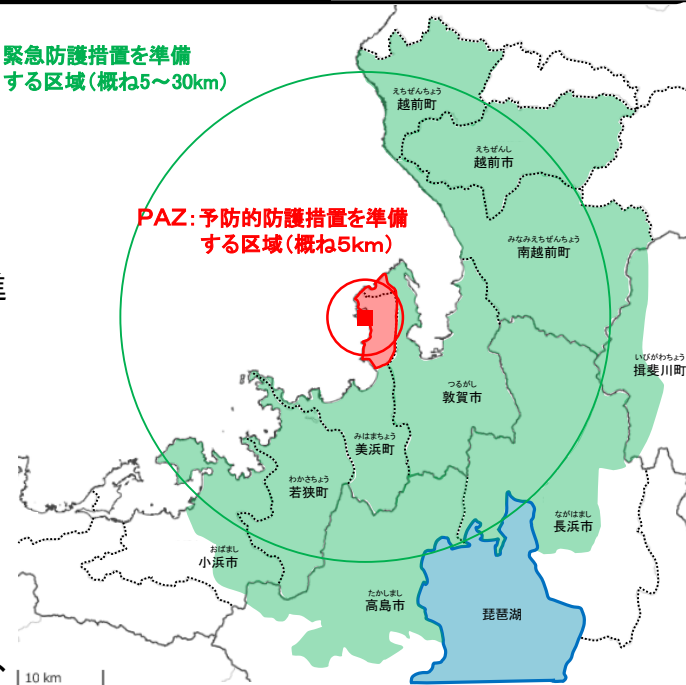 緊急防護措置を準備
する区域(概ね5~30km)
えちぜんちょう
越前町
えちぜんし
越前市
PAZ:予防的防護措置を準備
する区域(概ね5km)
みなみえちぜんちょう
南越前町
いびがわちょう
揖斐川町
つるがし
敦賀市
みはまちょう
美浜町
わかさちょう
若狭町
ながはまし
長浜市
おばまし
小浜市
たかしまし
高島市
琵琶湖
10 km